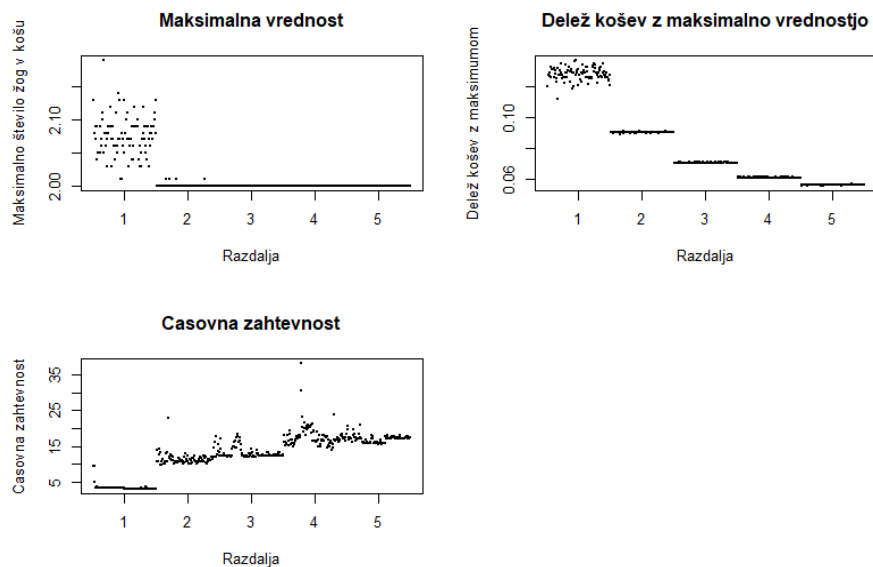 Maksimalna vrednost
Maksimalno število žog v košu
2.00
2.10
1 2 3 4 5
Razdalja
Delež košev z maksimalno vrednostjo
Delež košev z maksimumom
0.06
0.10
1 2 3 4 5
Razdalja
Casovna zahtevnost
Casovna zahtevnost
5
15
25
35
1 2 3 4 5
Razdalja